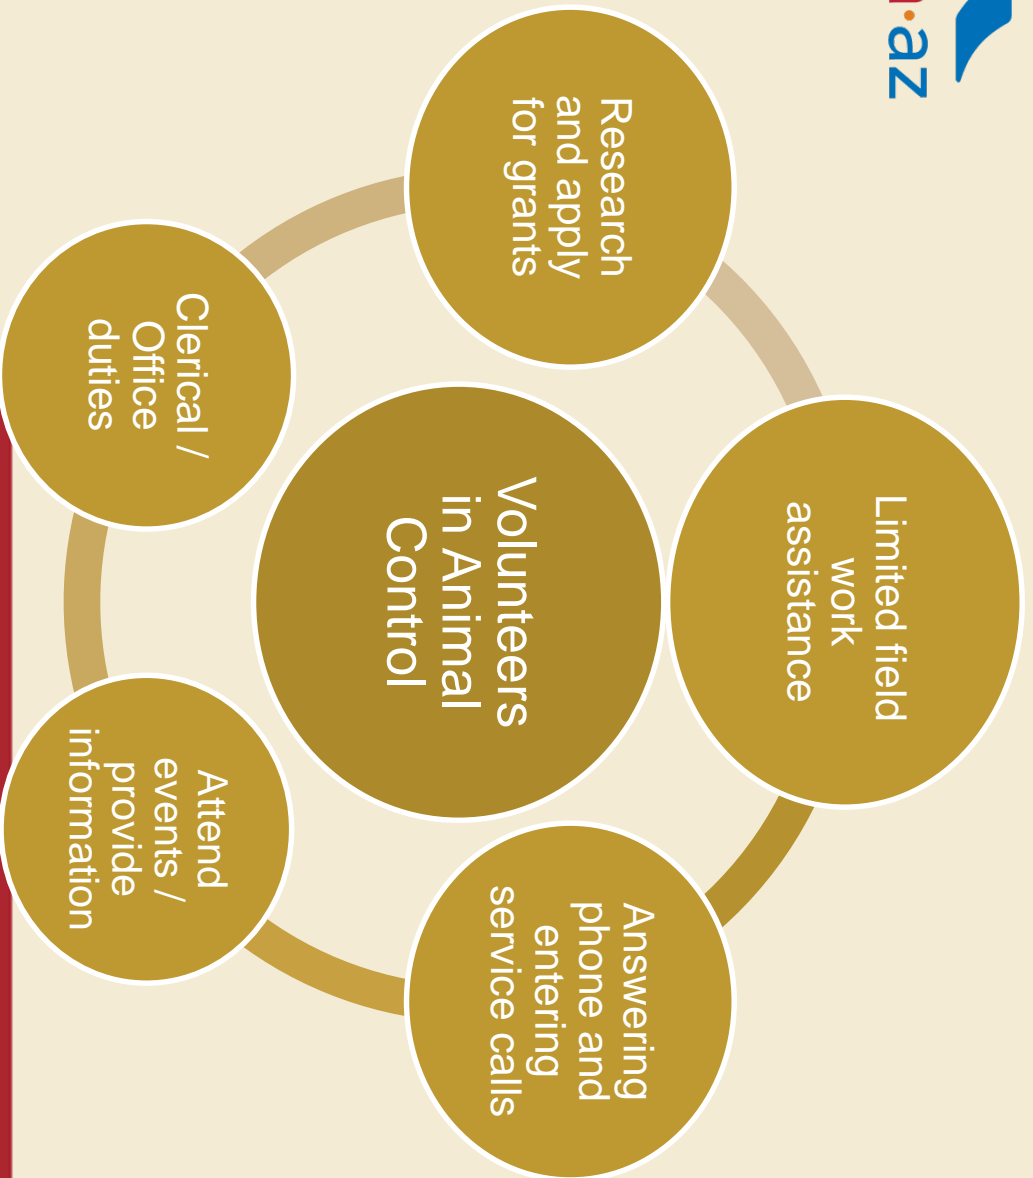 az
Limited field
work
assistance
Answering
phone and
entering
service calls
Attend
events /
provide
information
Clerical /
Office
duties
Research
and apply
for grants
Volunteers
in Animal
Control